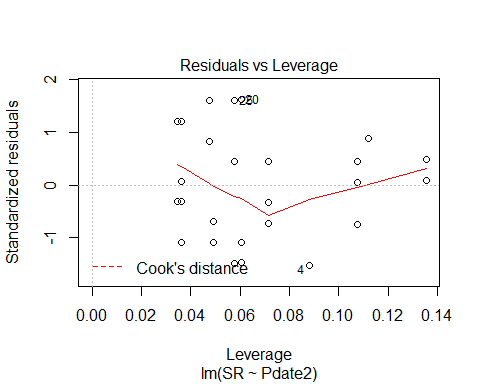 Residuals vs Leverage
Standardized residuals
2
1
0
-1
20
4
Cook's distance
0.00 0.02 0.04 0.06 0.08 0.10 0.12 0.14
Leverage
lm(SR ~ Pdate2)